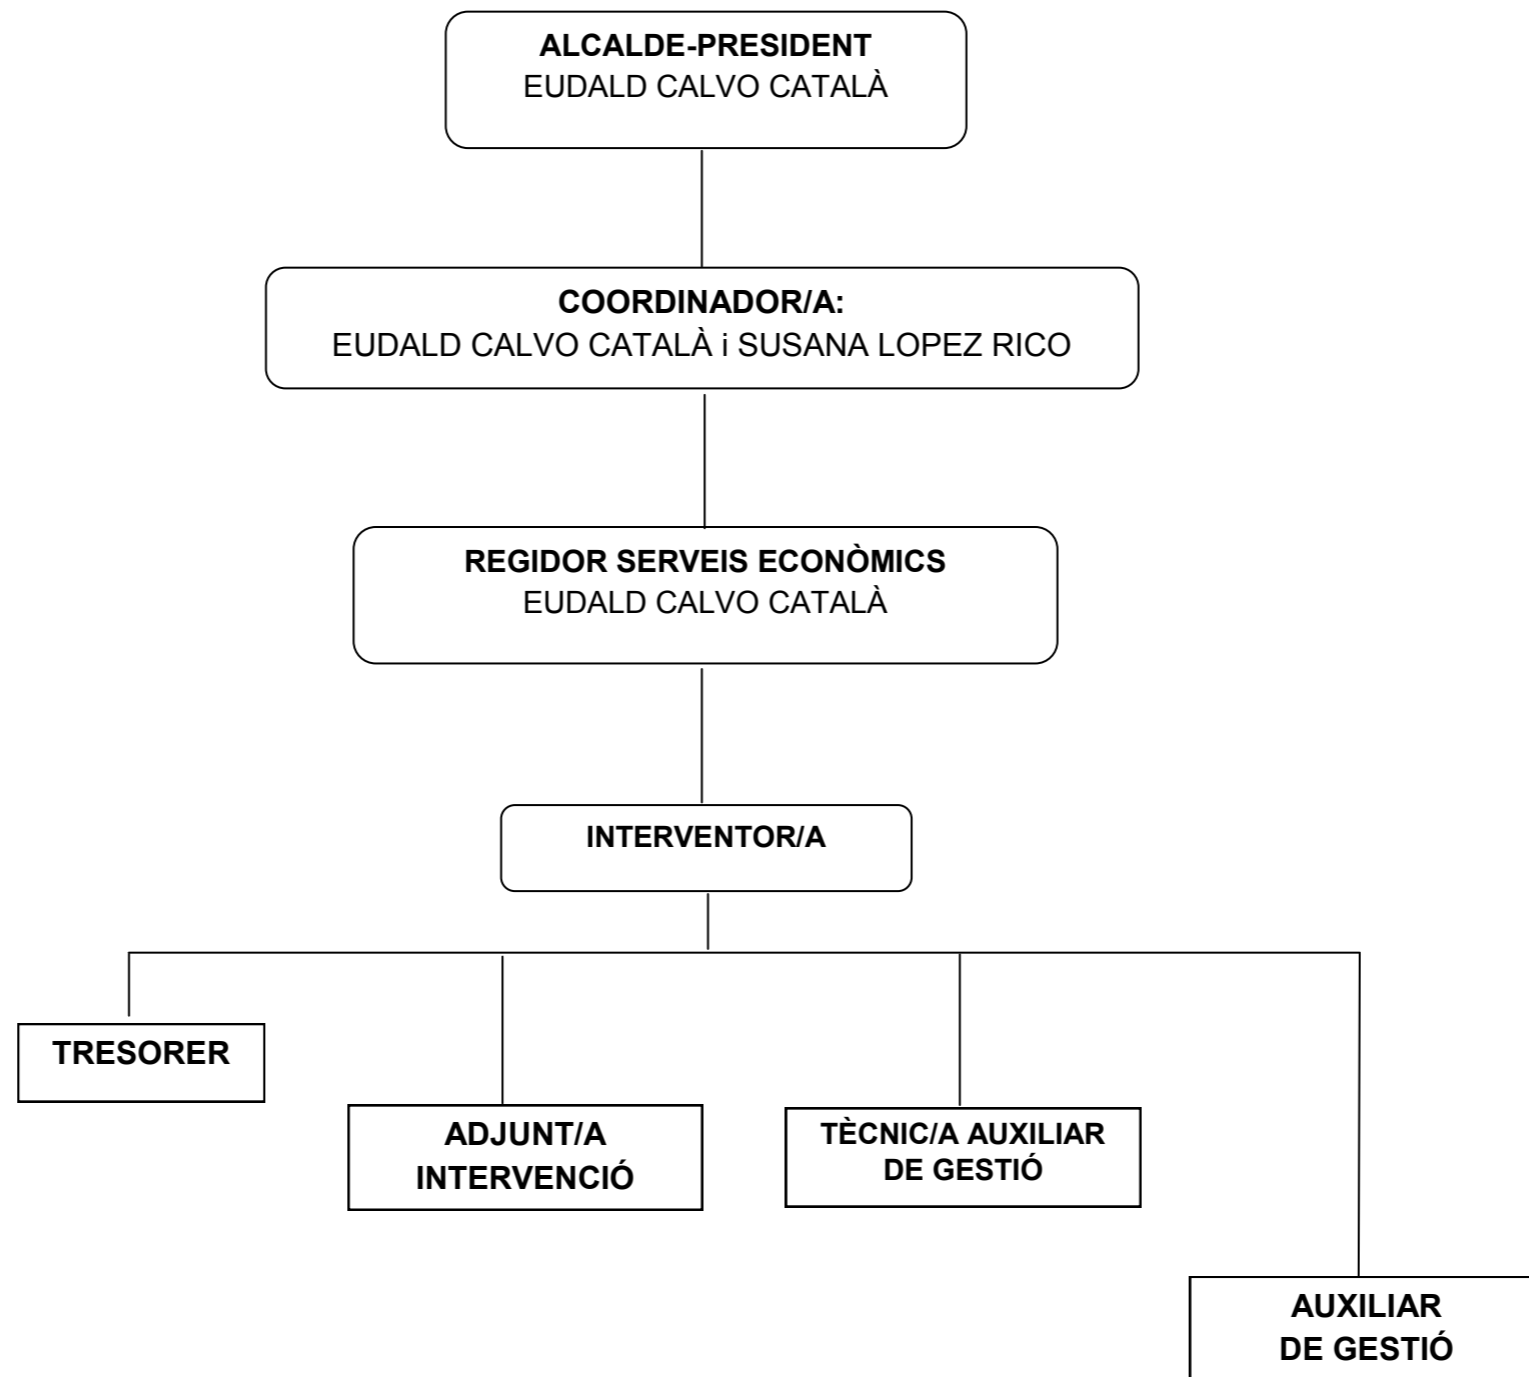 ALCALDE-PRESIDENT
EUDALD CALVO CATALÀ
COORDINADOR/A:
EUDALD CALVO CATALÀ i SUSANA LOPEZ RICO
REGIDOR SERVEIS ECONÒMICS
EUDALD CALVO CATALÀ
INTERVENTOR/A
TRESORER
ADJUNT/A
INTERVENCIÓ
TÈCNIC/A AUXILIAR
DE GESTIÓ
AUXILIAR
DE GESTIÓ